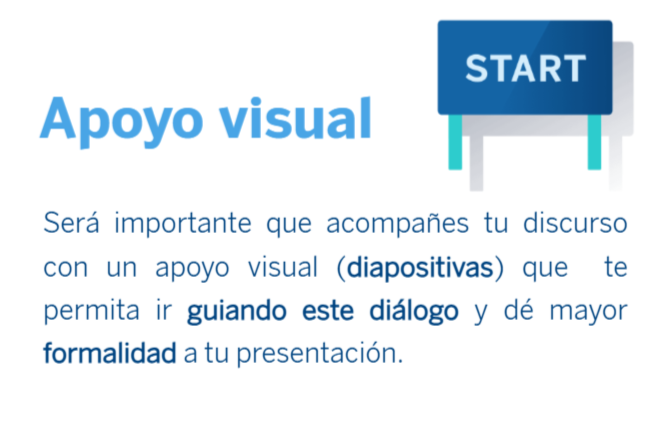 START
Apoyo visual
Será importante que acompañes tu discurso
con un apoyo visual (diapositivas) que te
permita ir guiando este diálogo y dé mayor
formalidad a tu presentación.